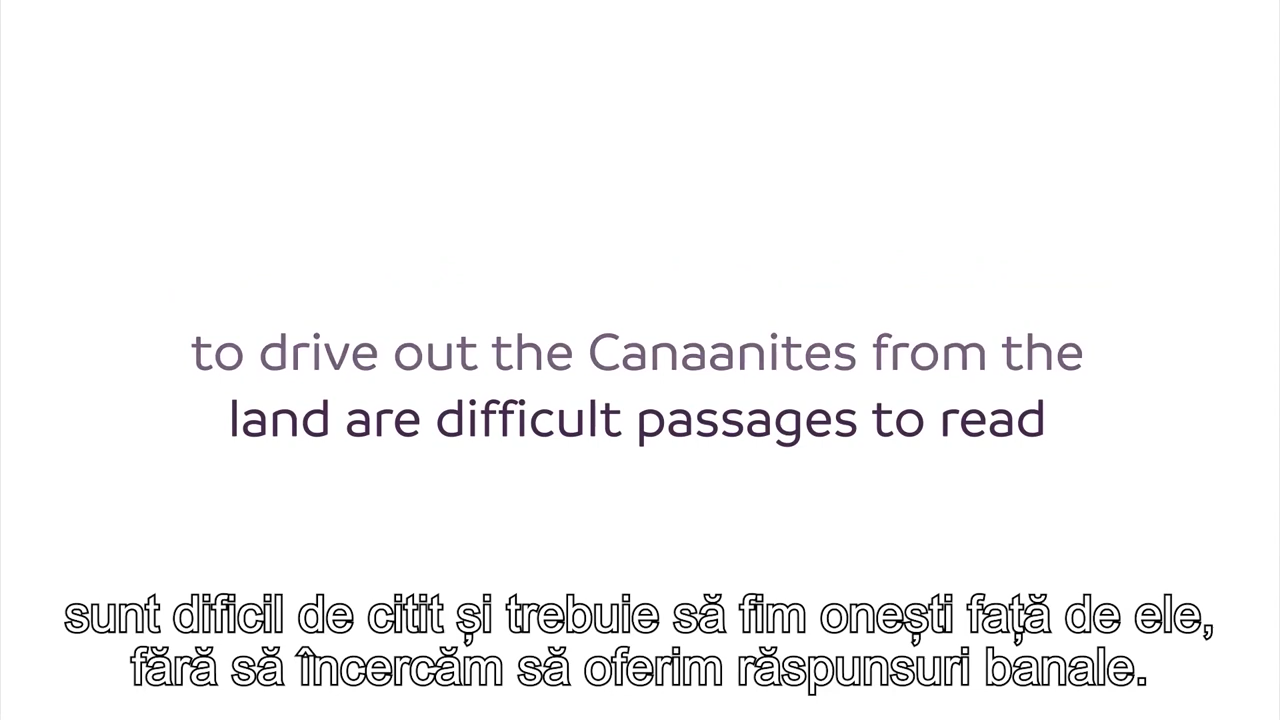 to drive out the Canaanites from the
land are difficult passages to read
sunt dificil de citit și trebuie să fim onești față de ele,
fără să încercăm să oferim răspunsuri banale.